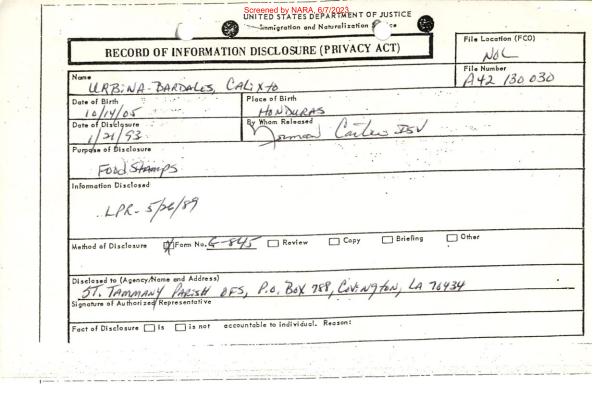 Screened by NARA, 6/7/2023
UNITED STATES DEPARTMENT OF JUSTICE
Immigration and Naturalization
RECORD OF INFORMATION DISCLOSURE (PRIVACY ACT)
File Location (FCO)
NOL
Name
URBINA-BARDALES, CALIXTO
File Number
A42 130 030
Date of Birth
10/14/05
Place of Birth
HONDURAS
Date of Disclosure
1/21/93
By Whom Released
Norman
Purpose of Disclosure
FOOD STAMPS
Information Disclosed
LPR - 5/26/89
Method of Disclosure Form No. G-845 Review Copy Briefing Other
Disclosed to (Agency/Name and Address)
ST. TAMMANY PARISH OFS, P.O. BOX 788, COVINGTON, LA 70434
Signature of Authorized Representative
Fact of Disclosure is is not accountable to individual. Reason: